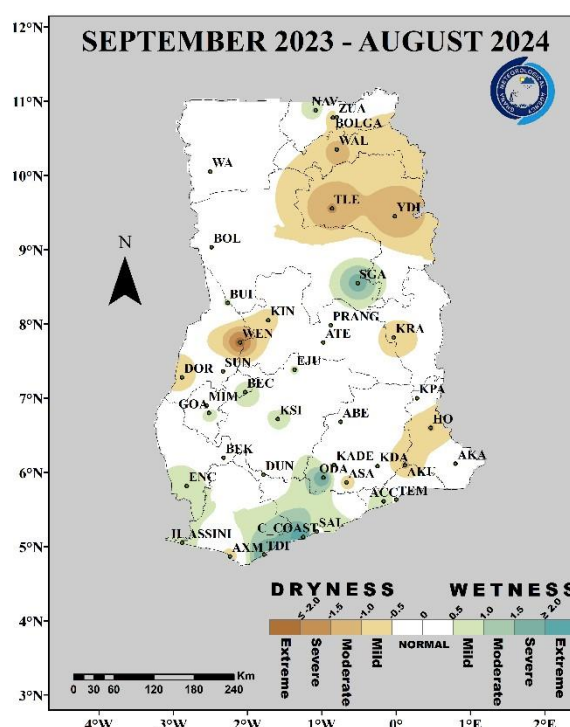 SEPTEMBER 2023 - AUGUST 2024
GHANA METEOROLOGICAL AGENCY
12°N
11°N
10°N
9°N
8°N
7°N
6°N
5°N
4°N
3°N
NAV
ZUA
BOLGA
WAL
WA
TLE
YDI
BOL
SGA
N
BUI
KIN
PRANG
WEN
ATE
KRA
SUN
EJU
DOR
BEC
KPA
GOA
MIM
KSI
ABE
HO
BEK
KADE
KDA
AKA
DUN
ODA
ASA
AKU
ENC
ACC
TEM
C_COAST
SAL
JI_ASSINI
AXM
TDI
DRYNESS
WETNESS
≤ -2.0
-1.5
-1.0
-0.5
0
0.5
1.0
1.5
≥ 2.0
NORMAL
Extreme
Severe
Moderate
Mild
Mild
Moderate
Severe
Extreme
Km
0 30 60 120 180 240
4°W
3°W
2°W
1°W
0°
1°E
2°E